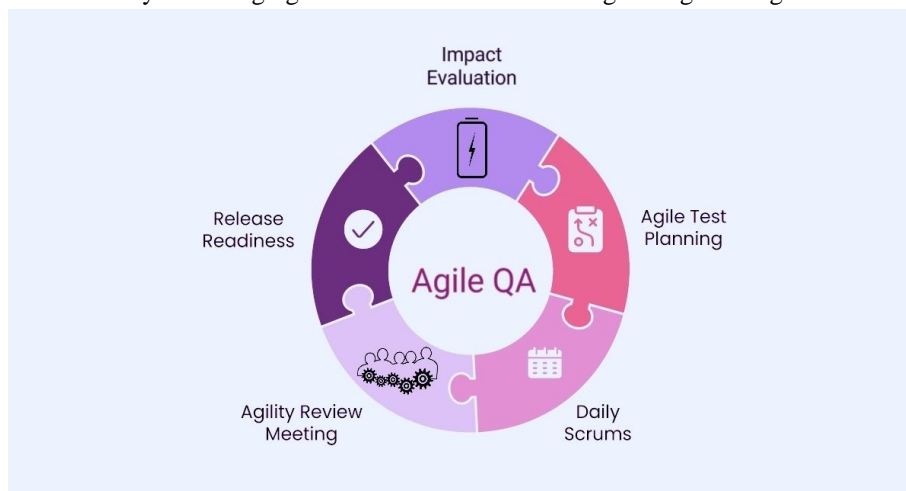 Impact
Evaluation
Agile Test
Planning
Daily
Scrums
Agility Review
Meeting
Release
Readiness
Agile QA